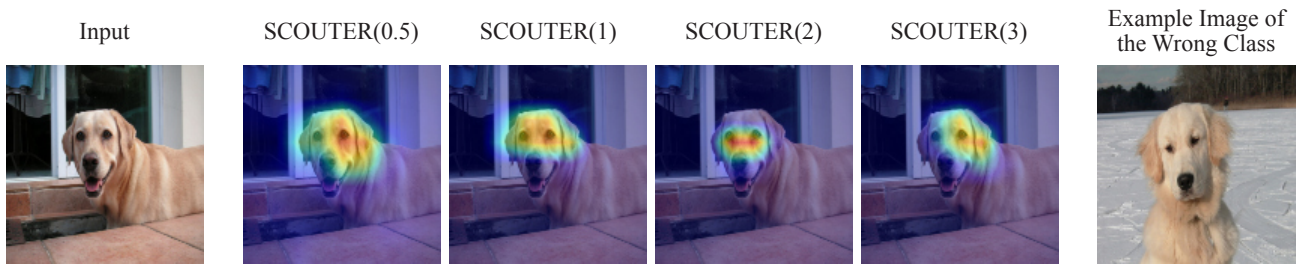 Input
SCOUTER(0.5)
SCOUTER(1)
SCOUTER(2)
SCOUTER(3)
Example Image of
the Wrong Class